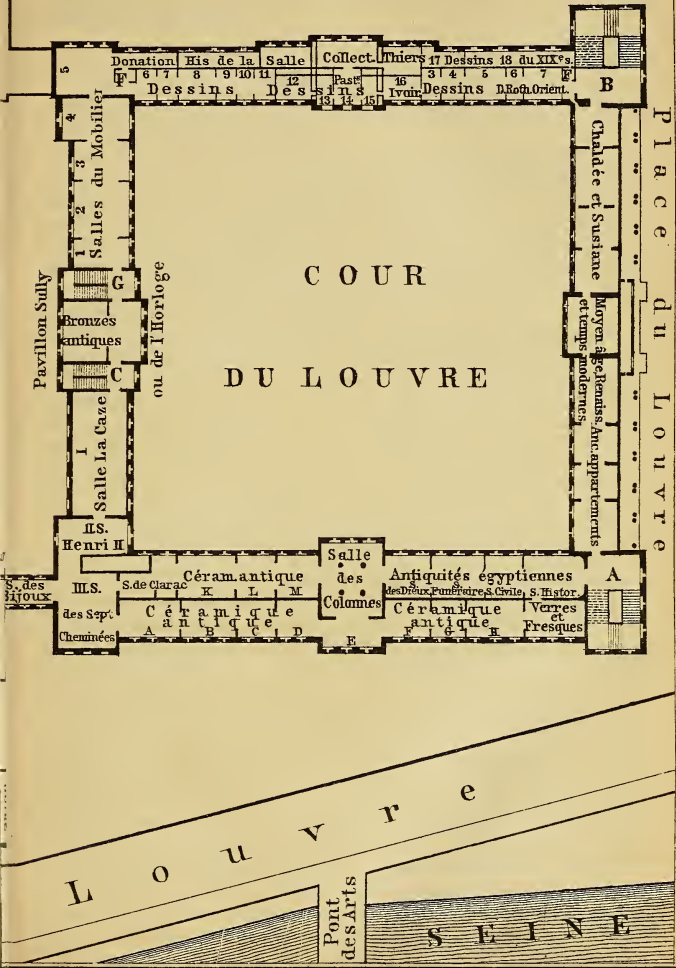 Donation His de la Salle
Collect. Thiers
17 Dessins 18 du XIXe s.
5
F 6 7 8 9 10 11
12
Past.
16
3 4 5 6 7 F
Dessins
Dessins
13 14 15
Ivoir.
Dessins
D. Roth. Orient.
B
4
3
2
1
Salles du Mobilier
G
Pavillon Sully
ou de l'Horloge
Bronzes
antiques
C
I
Salle La Caze
II.S.
Henri II
COUR
DU LOUVRE
Chaldée et Susiane
Moyen âge, Renaiss.
et temps modernes
Anc. appartements
Place du Louvre
S. des
Bijoux
III.S.
des Sept
Cheminées
S. de Clarac
Céram. antique
K L M
Céramique
antique
A B C D
Salle
des
Colonnes
E
Antiquités égyptiennes
S. des Dieux S. Funéraire S. Civile S. Histor.
Céramique
antique
F G H
Verres
et
Fresques
A
Louvre
Pont
des Arts
SEINE